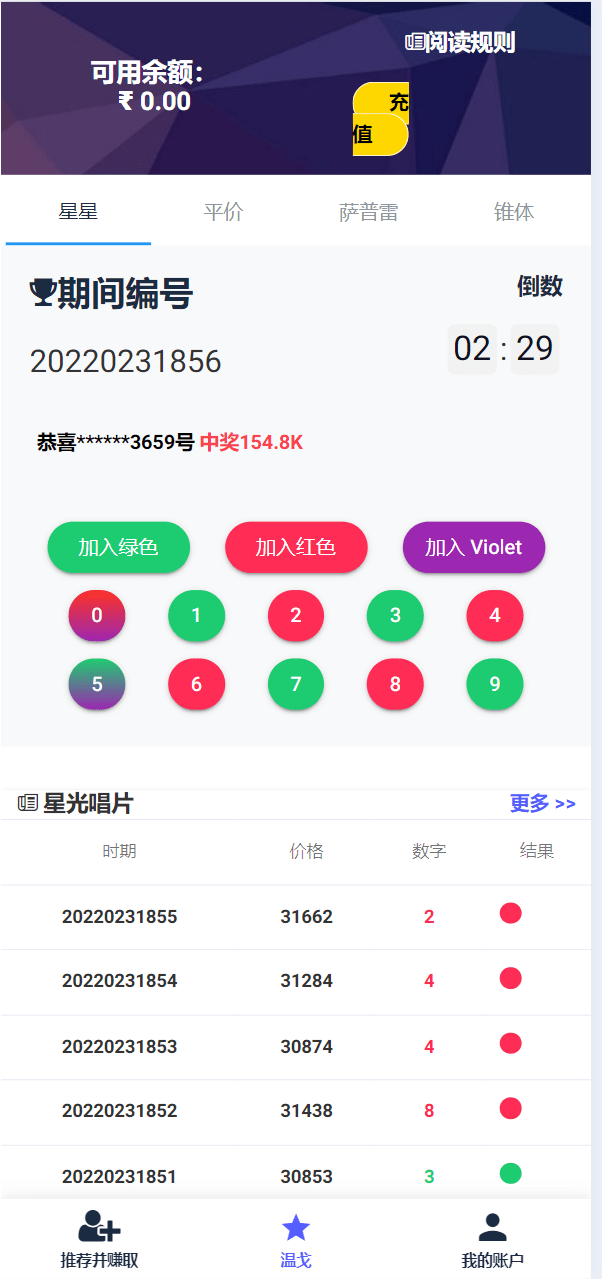 阅读规则
可用余额：
₹ 0.00
充
值
星星 平价 萨普雷 锥体
期间编号 倒数
20220231856 02 : 29
恭喜******3659号 中奖154.8K
加入绿色 加入红色 加入 Violet
0 1 2 3 4
5 6 7 8 9
星光唱片 更多 >>
时期 价格 数字 结果
20220231855 31662 2
20220231854 31284 4
20220231853 30874 4
20220231852 31438 8
20220231851 30853 3
推荐并赚取 温戈 我的账户